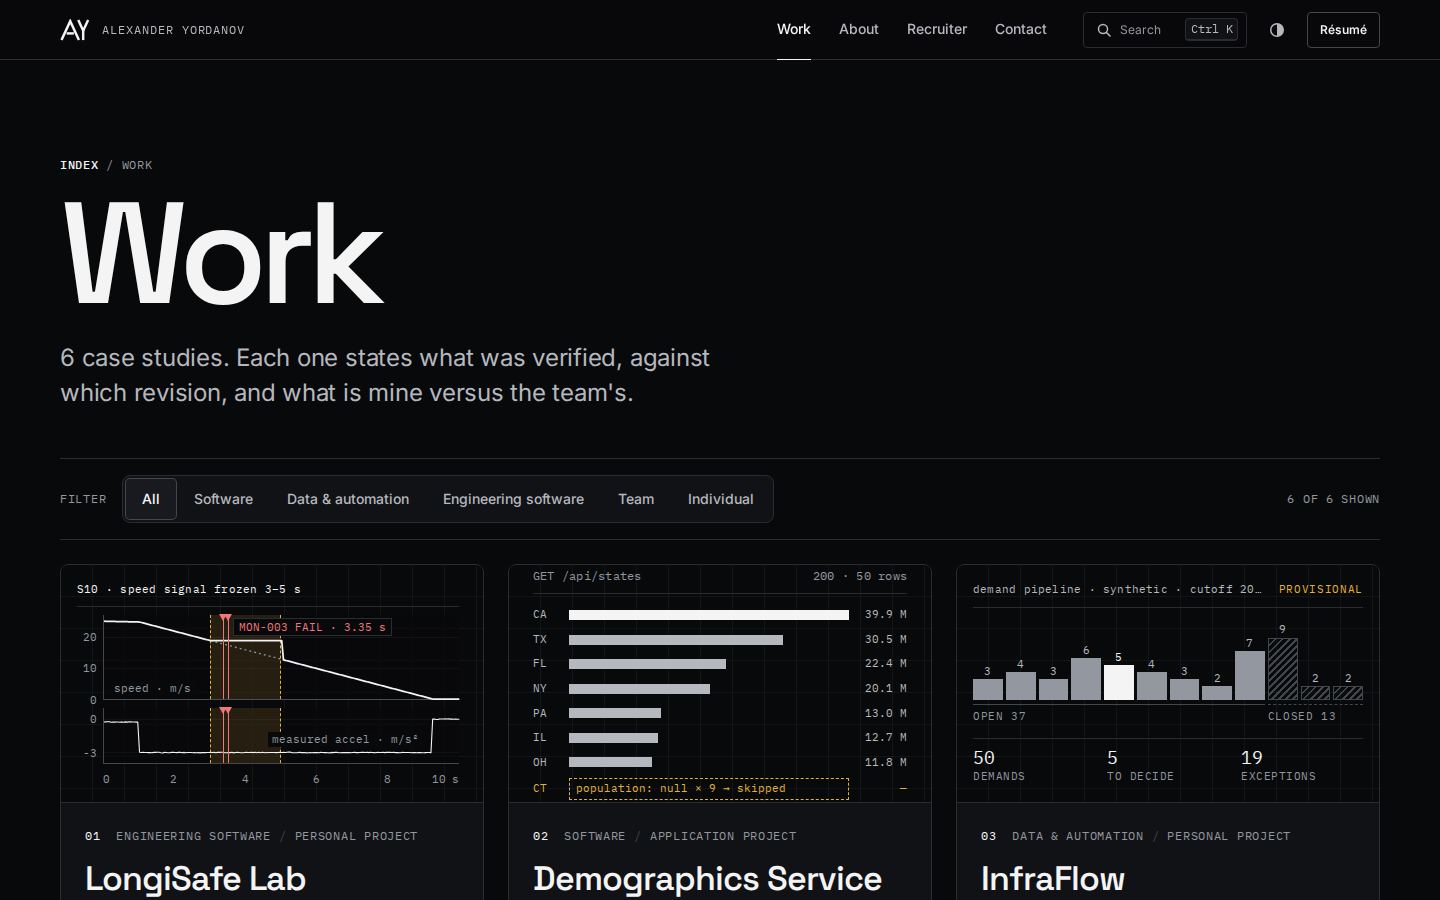 AY ALEXANDER YORDANOV
Work About Recruiter Contact Search Ctrl K Résumé
INDEX / WORK
Work
6 case studies. Each one states what was verified, against
which revision, and what is mine versus the team's.
FILTER All Software Data & automation Engineering software Team Individual 6 OF 6 SHOWN
S10 · speed signal frozen 3–5 s
MON-003 FAIL · 3.35 s
20
10
speed · m/s
0
0
measured accel · m/s²
-3
0 2 4 6 8 10 s
GET /api/states 200 · 50 rows
CA 39.9 M
TX 30.5 M
FL 22.4 M
NY 20.1 M
PA 13.0 M
IL 12.7 M
OH 11.8 M
CT population: null × 9 → skipped —
demand pipeline · synthetic · cutoff 20… PROVISIONAL
3 4 3 6 5 4 3 2 7 9 2 2
OPEN 37 CLOSED 13
50 5 19
DEMANDS TO DECIDE EXCEPTIONS
01 ENGINEERING SOFTWARE / PERSONAL PROJECT
LongiSafe Lab
02 SOFTWARE / APPLICATION PROJECT
Demographics Service
03 DATA & AUTOMATION / PERSONAL PROJECT
InfraFlow